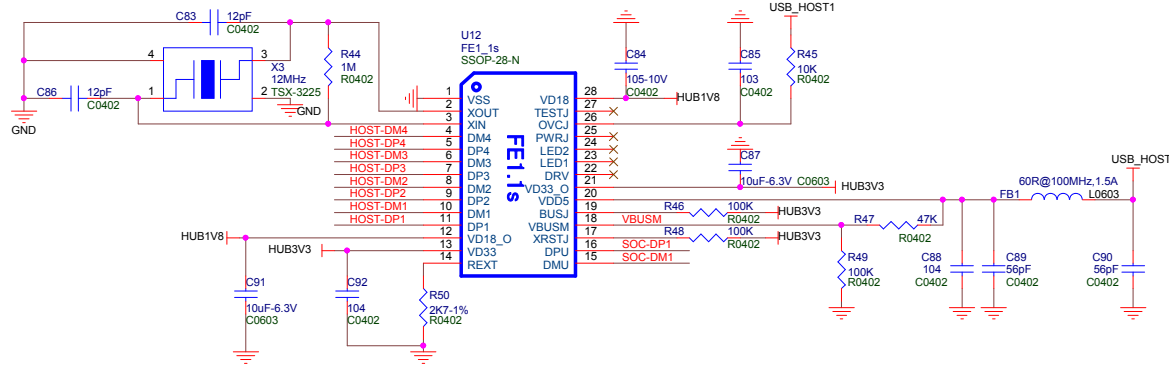 C83
12pF
C0402
4
3
X3
12MHz
TSX-3225
1
2
GND
R44
1M
R0402
C86
12pF
C0402
GND
U12
FE1_1s
SSOP-28-N
FE1.1s
1
VSS
2
XOUT
3
XIN
HOST-DM4
4
DM4
HOST-DP4
5
DP4
HOST-DM3
6
DM3
HOST-DP3
7
DP3
HOST-DM2
8
DM2
HOST-DP2
9
DP2
HOST-DM1
10
DM1
HOST-DP1
11
DP1
HUB1V8
12
VD18_O
HUB3V3
13
VD33
14
REXT
28
VD18
27
TESTJ
26
OVCJ
25
PWRJ
24
LED2
23
LED1
22
DRV
21
VD33_O
20
VDD5
19
BUSJ
18
VBUSM
17
XRSTJ
16
DPU
15
DMU
C84
105-10V
C0402
HUB1V8
C85
103
C0402
USB_HOST1
R45
10K
R0402
C87
10uF-6.3V
C0603
HUB3V3
R46
100K
R0402
HUB3V3
VBUSM
R47
47K
R0402
R48
100K
R0402
HUB3V3
SOC-DP1
SOC-DM1
R49
100K
R0402
USB_HOST
60R@100MHz,1.5A
FB1
L0603
C88
104
C0402
C89
56pF
C0402
C90
56pF
C0402
C91
10uF-6.3V
C0603
C92
104
C0402
R50
2K7-1%
R0402